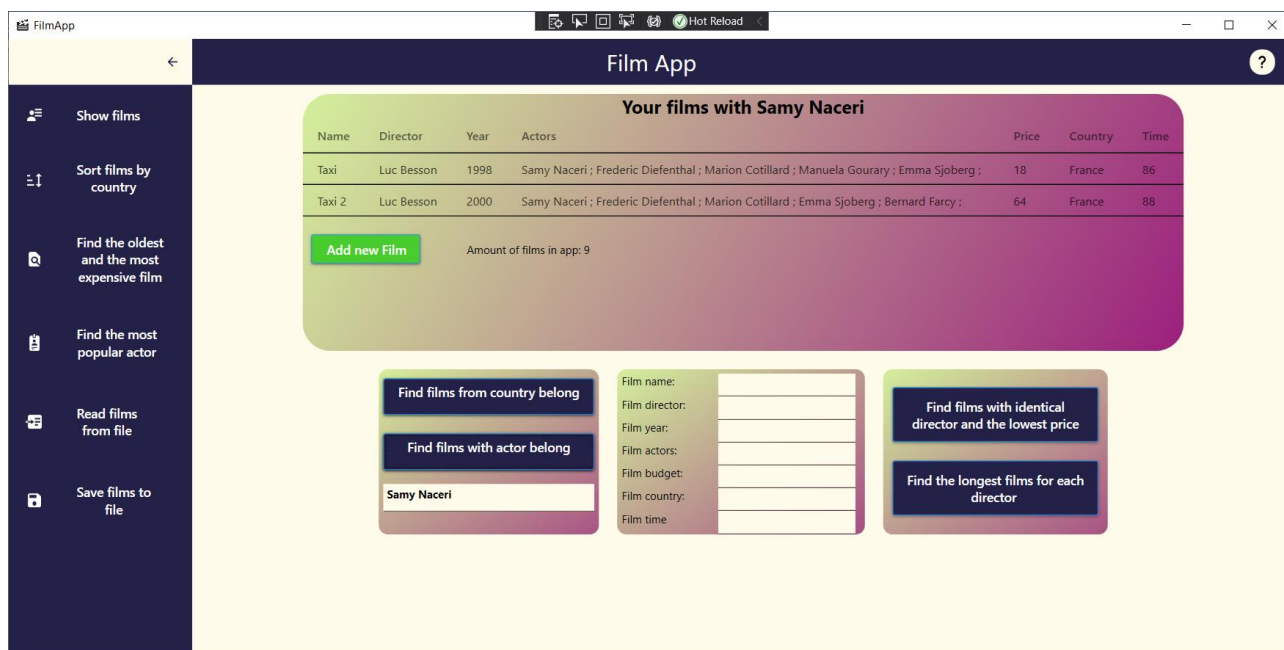 FilmApp
Hot Reload
Film App
?
Show films
Sort films by
country
Find the oldest
and the most
expensive film
Find the most
popular actor
Read films
from file
Save films to
file
Your films with Samy Naceri
Name Director Year Actors Price Country Time
Taxi Luc Besson 1998 Samy Naceri ; Frederic Diefenthal ; Marion Cotillard ; Manuela Gourary ; Emma Sjoberg ; 18 France 86
Taxi 2 Luc Besson 2000 Samy Naceri ; Frederic Diefenthal ; Marion Cotillard ; Emma Sjoberg ; Bernard Farcy ; 64 France 88
Add new Film Amount of films in app: 9
Find films from country belong
Find films with actor belong
Samy Naceri
Film name:
Film director:
Film year:
Film actors:
Film budget:
Film country:
Film time
Find films with identical
director and the lowest price
Find the longest films for each
director